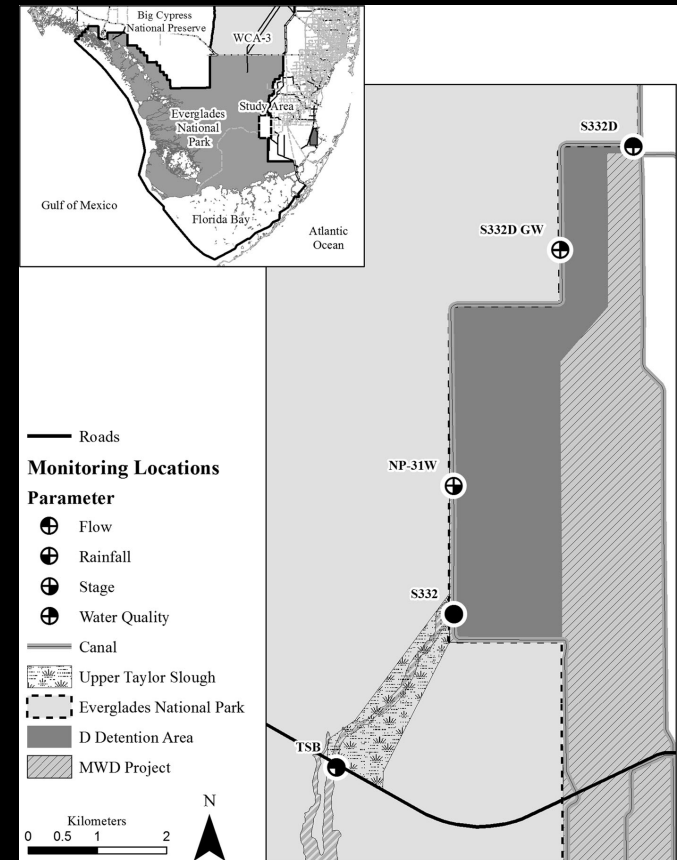 Big Cypress
National Preserve
WCA-3
Study Area
Everglades
National
Park
Gulf of Mexico
Florida Bay
Atlantic
Ocean
S332D
S332D GW
NP-31W
S332
TSB
Roads
Monitoring Locations
Parameter
Flow
Rainfall
Stage
Water Quality
Canal
Upper Taylor Slough
Everglades National Park
D Detention Area
MWD Project
Kilometers
0 0.5 1 2
N